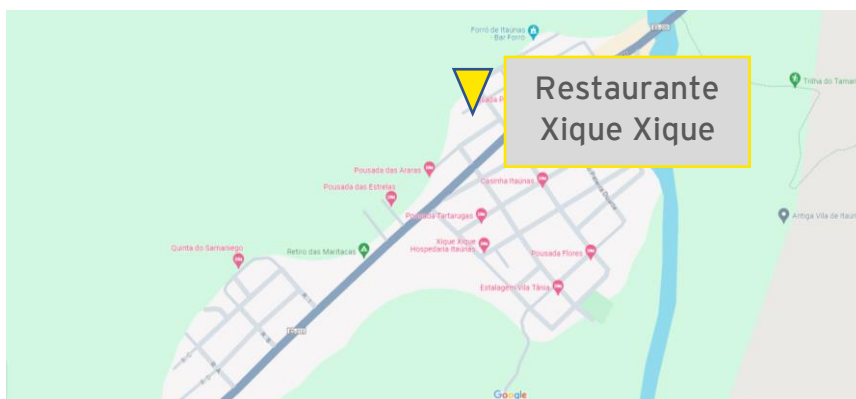 Forró de Itaúnas
Bar Forró
Restaurante
Xique Xique
Trilha do Tamar
Pousada das Araras
Pousada das Estrelas
Casinha Itaúnas
Pousada Tartarugas
Antiga Vila de Itaún
Xique Xique
Hospedaria Itaúnas
Quinta do Samaniego
Retiro das Maritacas
Pousada Flores
Estalagem Vila Tânia
Google